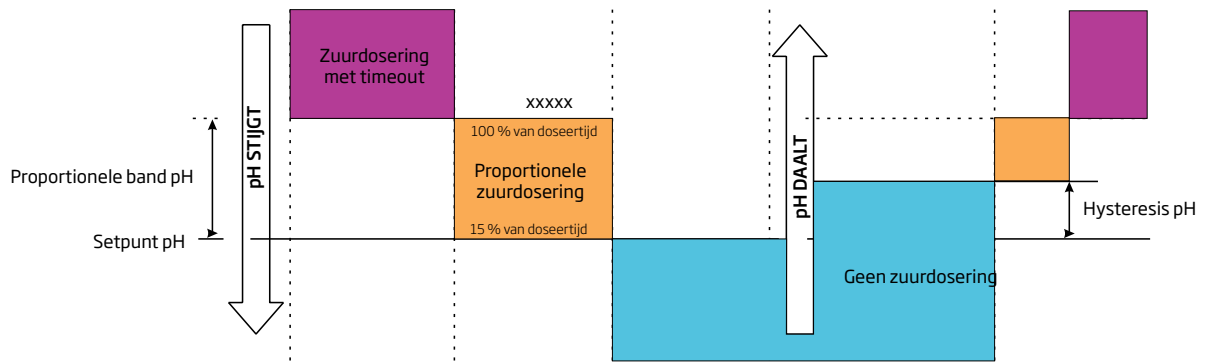 Zuurdosering
met timeout
xxxxx
100 % van doseertijd
pH STIJGT
Proportionele band pH
Proportionele
zuurdosering
pH DAALT
Hysteresis pH
15 % van doseertijd
Setpunt pH
Geen zuurdosering